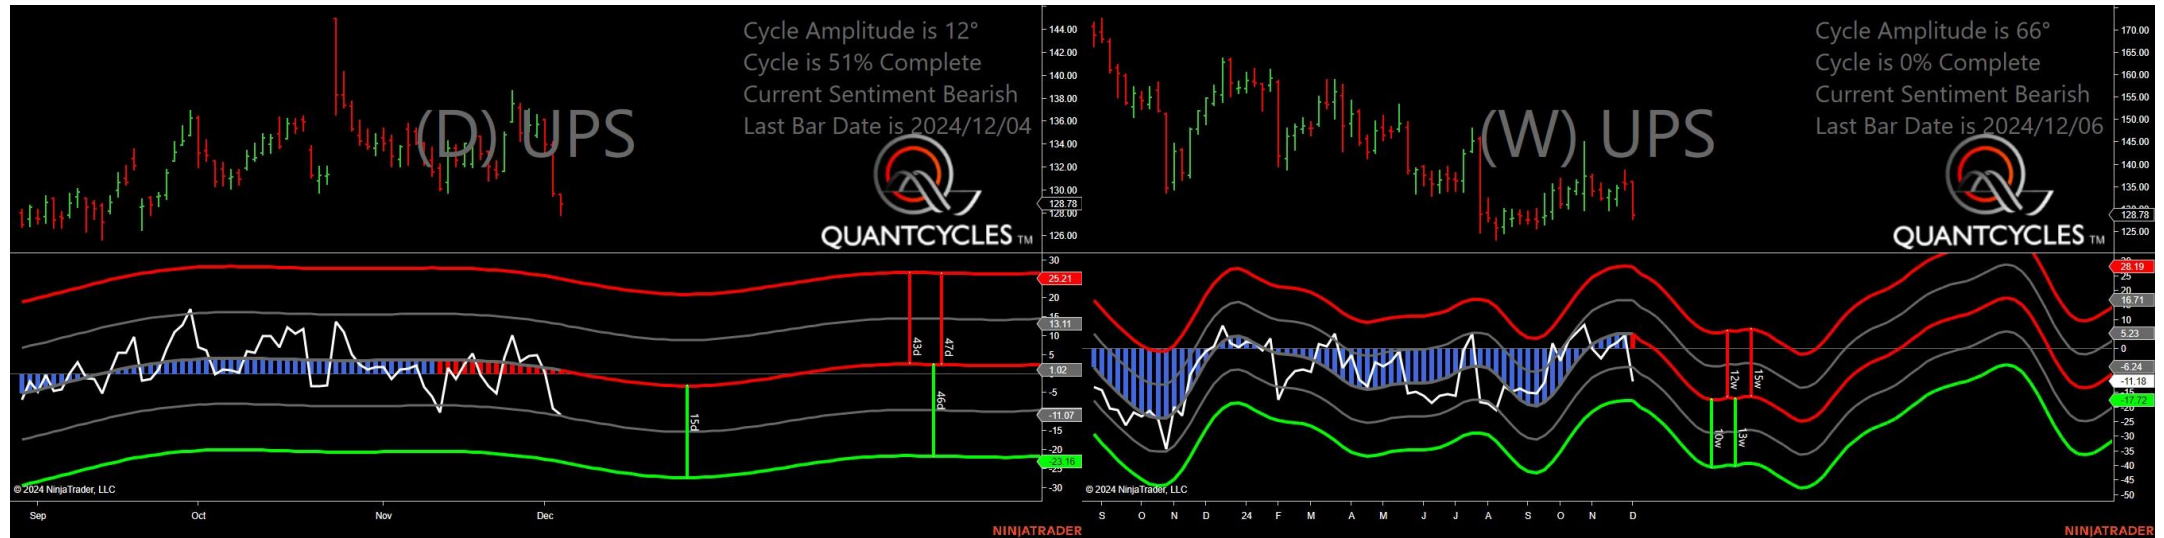 Cycle Amplitude is 12°
Cycle is 51% Complete
Current Sentiment Bearish
Last Bar Date is 2024/12/04
(D) UPS
QUANTCYCLES TM
144.00
140.00
138.00
136.00
134.00
132.00
130.00
128.78
128.00
126.00
30
25.21
20
15
13.11
10
5
1.02
-5
-11.07
-15
-20
-23.16
-30
43d
47d
46d
15d
© 2024 NinjaTrader, LLC
Sep
Oct
Nov
Dec
NINJATRADER
Cycle Amplitude is 66°
Cycle is 0% Complete
Current Sentiment Bearish
Last Bar Date is 2024/12/06
(W) UPS
QUANTCYCLES TM
170.00
165.00
160.00
155.00
150.00
145.00
140.00
135.00
128.78
125.00
28.19
25
20
16.71
10
5.23
0
-6.24
-11.18
-17.72
-20
-25
-30
-35
-40
-45
-50
12w
15w
10w
13w
© 2024 NinjaTrader, LLC
S O N D 24 F M A M J J A S O N D
NINJATRADER